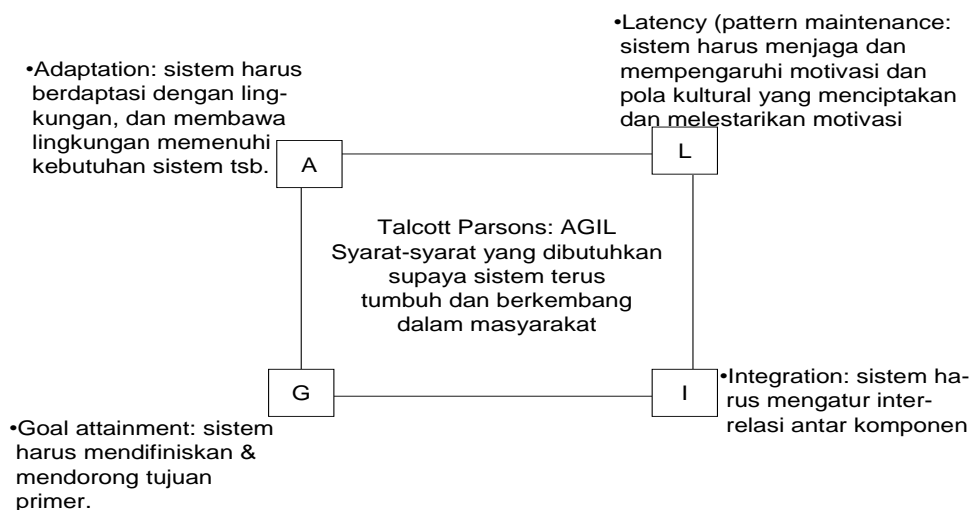 •Latency (pattern maintenance:
sistem harus menjaga dan
mempengaruhi motivasi dan
pola kultural yang menciptakan
dan melestarikan motivasi
•Adaptation: sistem harus
berdaptasi dengan ling-
kungan, dan membawa
lingkungan memenuhi
kebutuhan sistem tsb.
A
L
Talcott Parsons: AGIL
Syarat-syarat yang dibutuhkan
supaya sistem terus
tumbuh dan berkembang
dalam masyarakat
G
I
•Integration: sistem ha-
rus mengatur inter-
relasi antar komponen
•Goal attainment: sistem
harus mendifiniskan &
mendorong tujuan
primer.